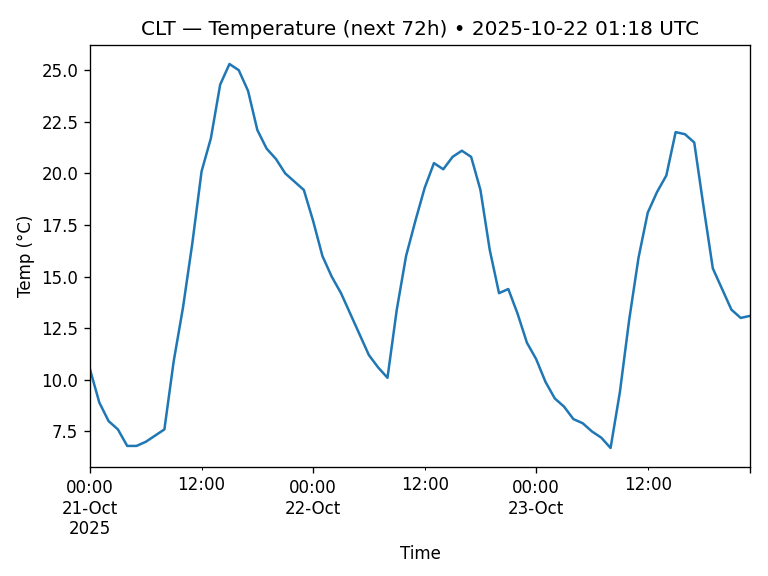 CLT — Temperature (next 72h) • 2025-10-22 01:18 UTC
25.0
22.5
20.0
17.5
15.0
12.5
10.0
7.5
Temp (°C)
00:00 12:00 00:00 12:00 00:00 12:00
21-Oct 22-Oct 23-Oct
2025
Time